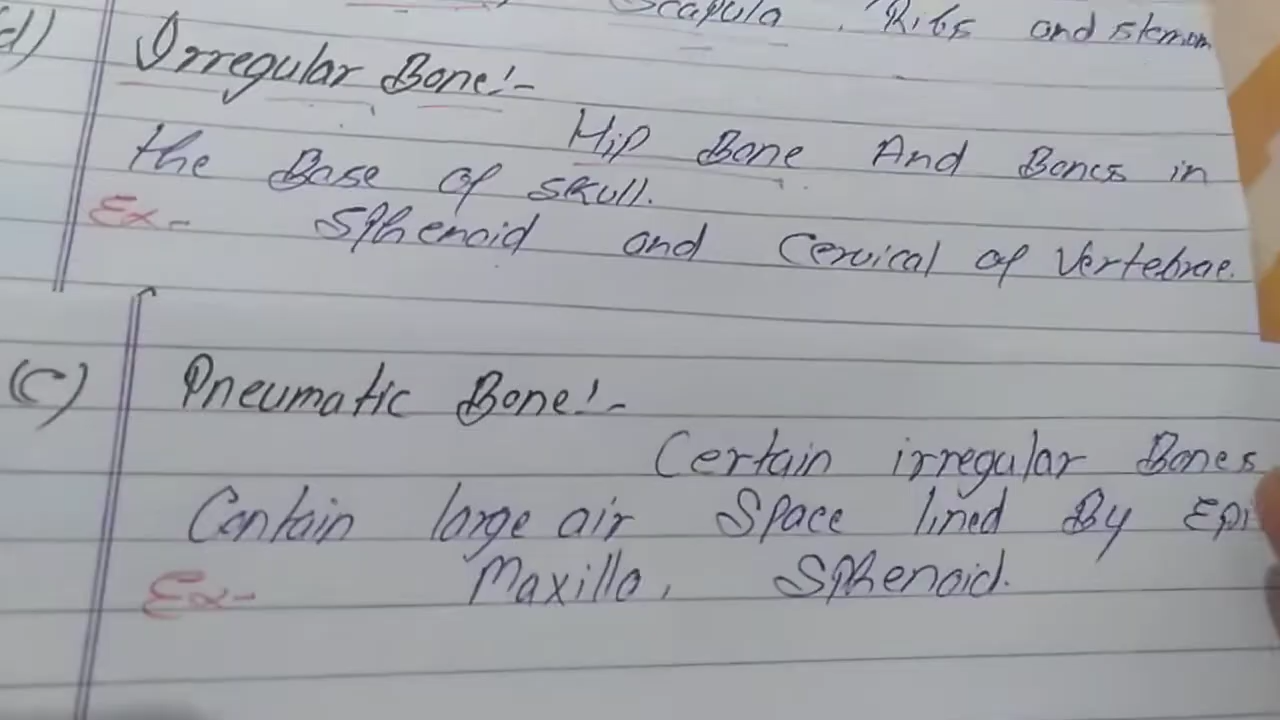 Scapula, Ribs and sternum
d) Irregular Bone:-
Hip Bone And Bones in
the Base of skull.
Ex- Sphenoid and Cervical of Vertebrae.
(C) Pneumatic Bone:-
Certain irregular Bones
Contain large air Space lined By Epi
Ex- Maxilla, Sphenoid.